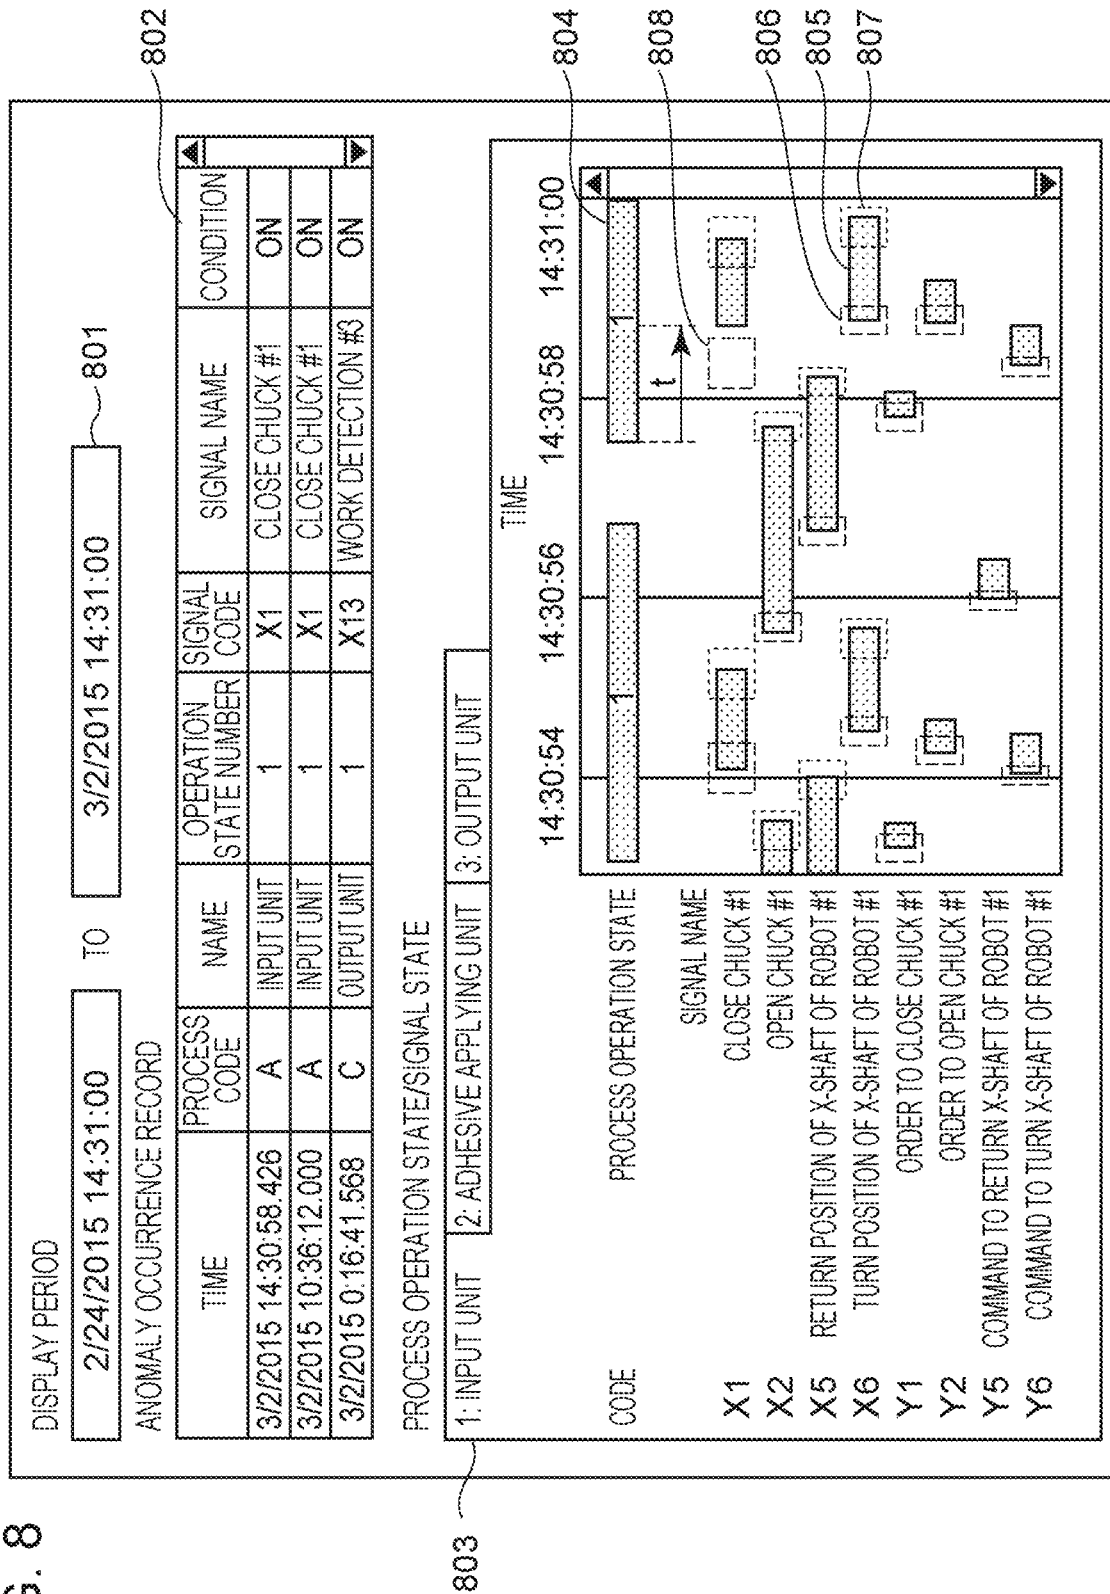 G. 8
DISPLAY PERIOD
2/24/2015 14:31:00 TO 3/2/2015 14:31:00
801
ANOMALY OCCURRENCE RECORD
802
TIME PROCESS CODE NAME OPERATION STATE NUMBER SIGNAL CODE SIGNAL NAME CONDITION
3/2/2015 14:30:58.426 A INPUT UNIT 1 X1 CLOSE CHUCK #1 ON
3/2/2015 10:36:12.000 A INPUT UNIT 1 X1 CLOSE CHUCK #1 ON
3/2/2015 0:16:41.568 C OUTPUT UNIT 1 X13 WORK DETECTION #3 ON
PROCESS OPERATION STATE/SIGNAL STATE
803
1: INPUT UNIT 2: ADHESIVE APPLYING UNIT 3: OUTPUT UNIT
TIME
14:30:54 14:30:56 14:30:58 14:31:00
804
CODE PROCESS OPERATION STATE 1 1
SIGNAL NAME t
808
X1 CLOSE CHUCK #1
X2 OPEN CHUCK #1
806
X5 RETURN POSITION OF X-SHAFT OF ROBOT #1
805
X6 TURN POSITION OF X-SHAFT OF ROBOT #1
807
Y1 ORDER TO CLOSE CHUCK #1
Y2 ORDER TO OPEN CHUCK #1
Y5 COMMAND TO RETURN X-SHAFT OF ROBOT #1
Y6 COMMAND TO TURN X-SHAFT OF ROBOT #1